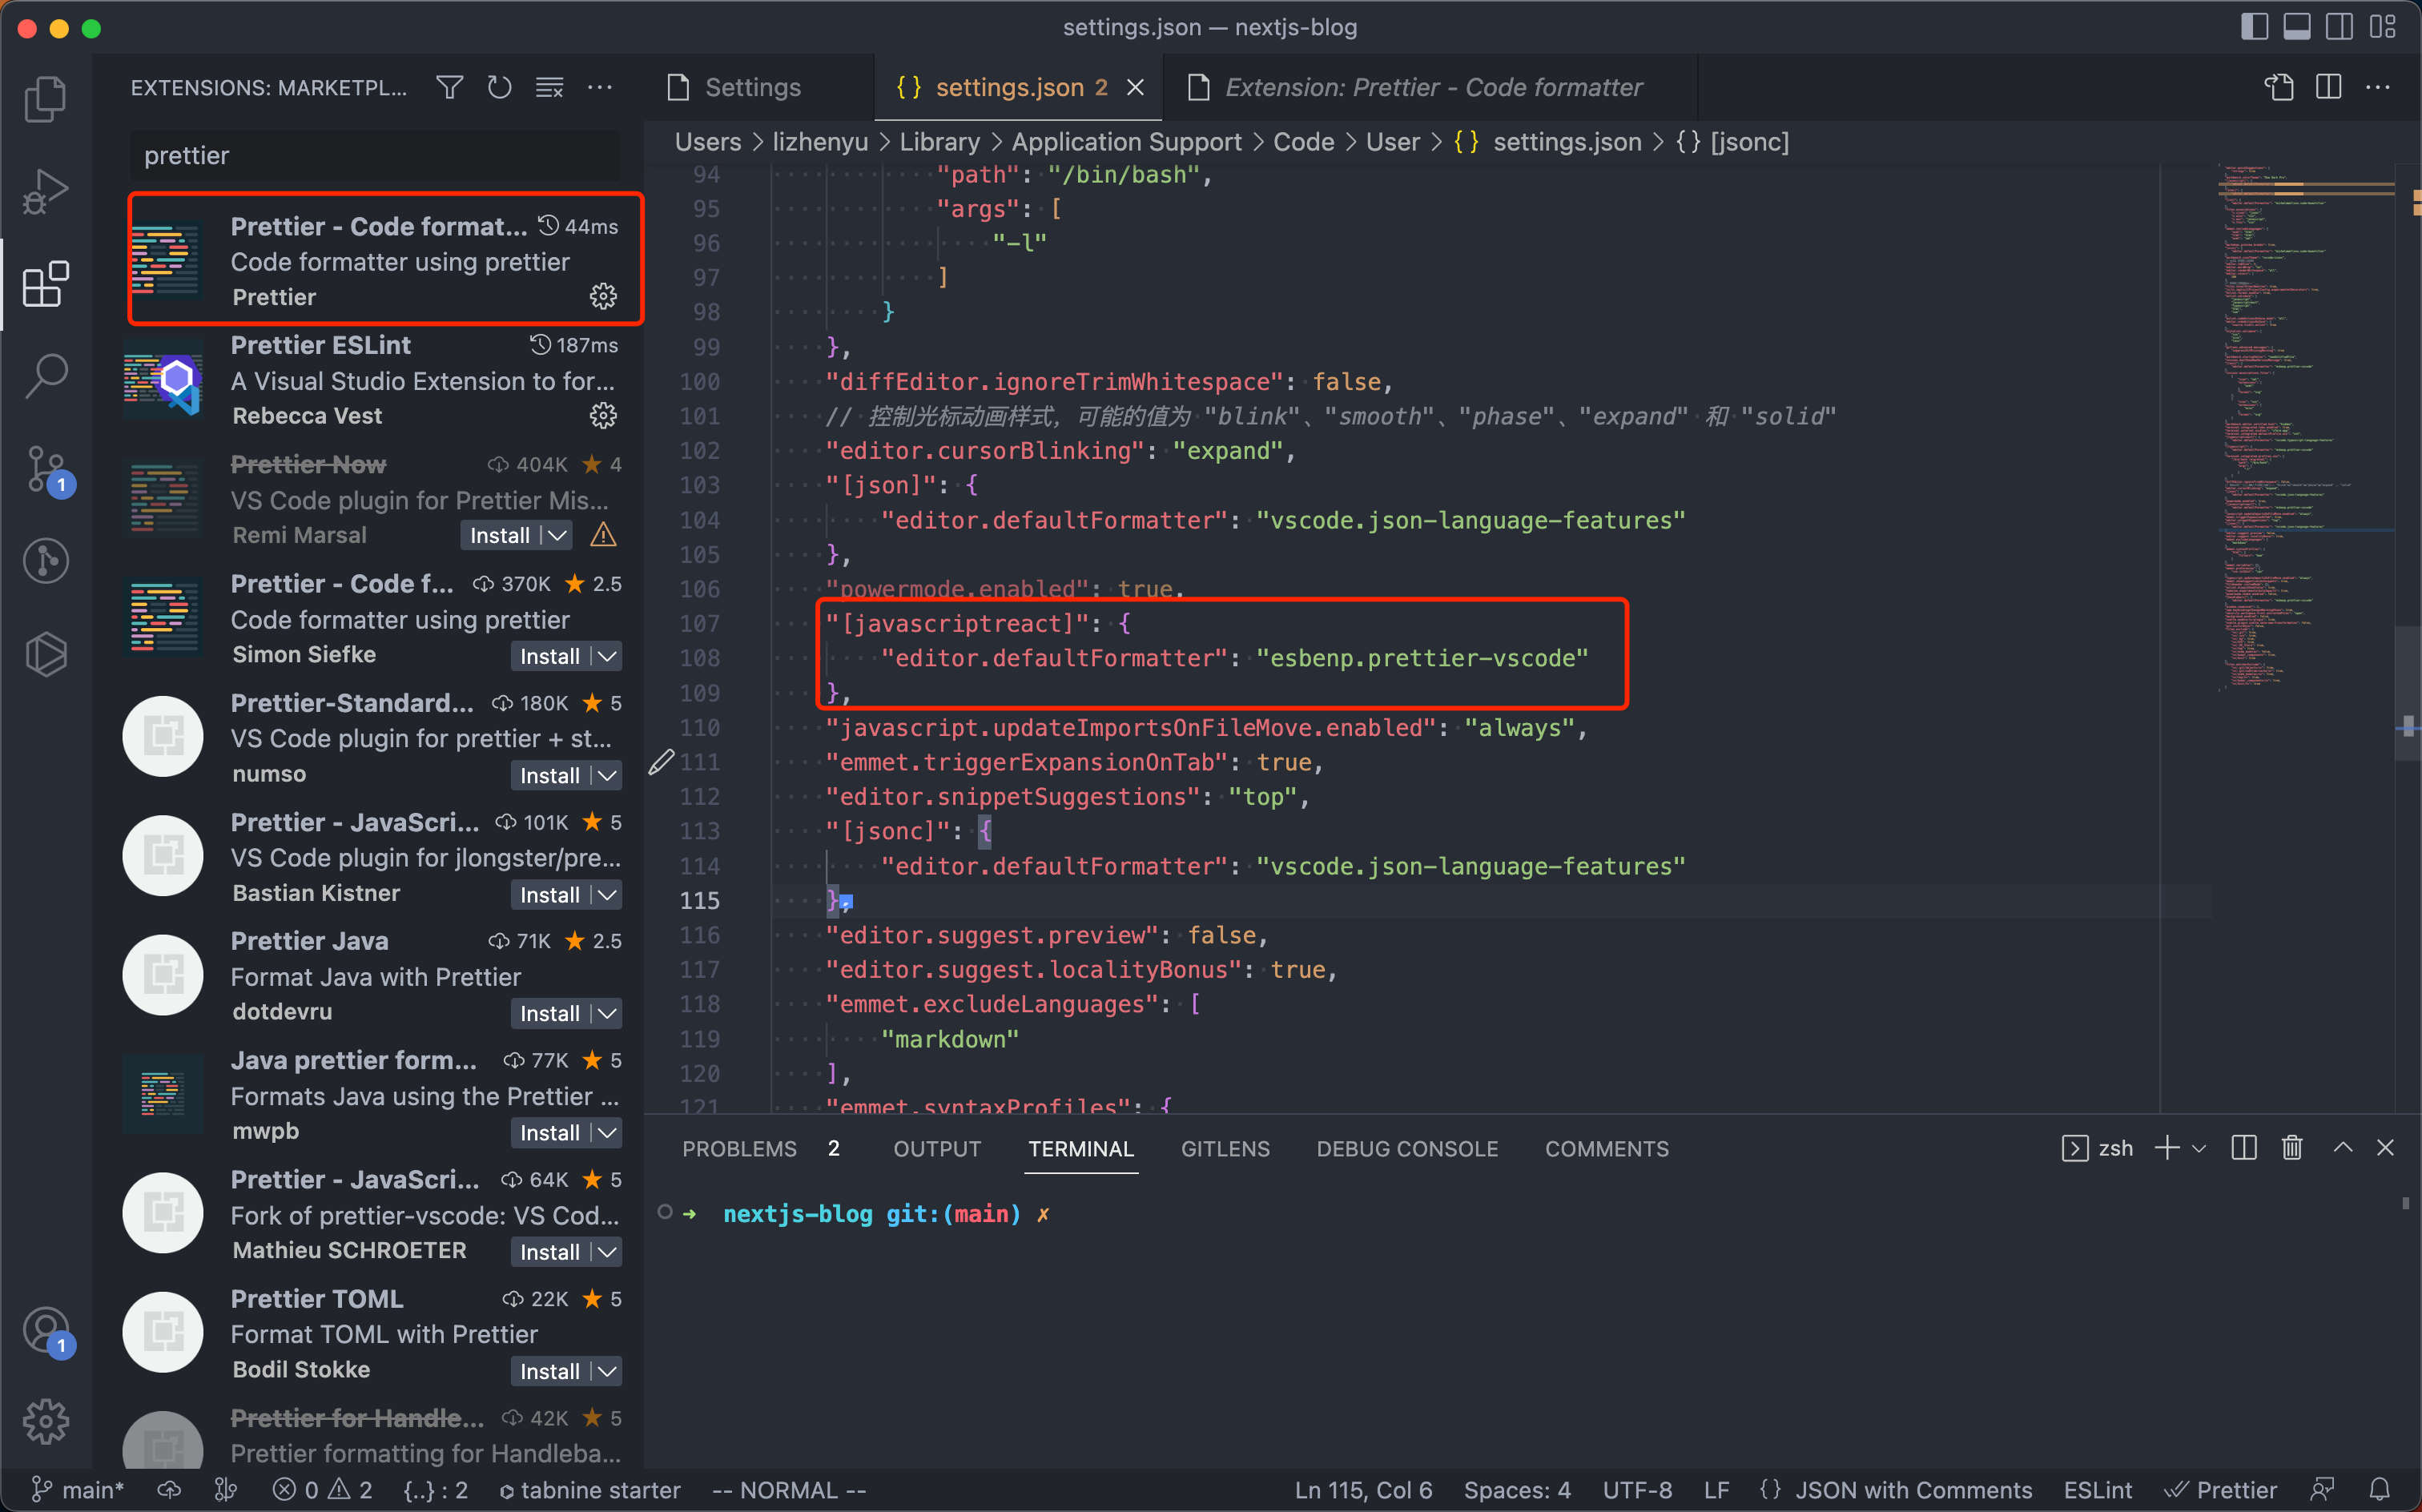 settings.json — nextjs-blog
EXTENSIONS: MARKETPL...
Settings
{} settings.json 2
Extension: Prettier - Code formatter
prettier
Users > lizhenyu > Library > Application Support > Code > User > {} settings.json > {} [jsonc]
Prettier - Code format... 44ms
Code formatter using prettier
Prettier
Prettier ESLint 187ms
A Visual Studio Extension to for...
Rebecca Vest
Prettier Now 404K 4
VS Code plugin for Prettier Mis...
Remi Marsal Install
Prettier - Code f... 370K 2.5
Code formatter using prettier
Simon Siefke Install
Prettier-Standard... 180K 5
VS Code plugin for prettier + st...
numso Install
Prettier - JavaScri... 101K 5
VS Code plugin for jlongster/pre...
Bastian Kistner Install
Prettier Java 71K 2.5
Format Java with Prettier
dotdevru Install
Java prettier form... 77K 5
Formats Java using the Prettier ...
mwpb Install
Prettier - JavaScri... 64K 5
Fork of prettier-vscode: VS Cod...
Mathieu SCHROETER Install
Prettier TOML 22K 5
Format TOML with Prettier
Bodil Stokke Install
Prettier for Handle... 42K 5
Prettier formatting for Handleba...
1
1
94 "path": "/bin/bash",
95 "args": [
96 "-l"
97 ]
98 }
99 },
100 "diffEditor.ignoreTrimWhitespace": false,
101 // 控制光标动画样式，可能的值为 "blink"、"smooth"、"phase"、"expand" 和 "solid"
102 "editor.cursorBlinking": "expand",
103 "[json]": {
104 "editor.defaultFormatter": "vscode.json-language-features"
105 },
106 "powermode.enabled": true,
107 "[javascriptreact]": {
108 "editor.defaultFormatter": "esbenp.prettier-vscode"
109 },
110 "javascript.updateImportsOnFileMove.enabled": "always",
111 "emmet.triggerExpansionOnTab": true,
112 "editor.snippetSuggestions": "top",
113 "[jsonc]": {
114 "editor.defaultFormatter": "vscode.json-language-features"
115 },
116 "editor.suggest.preview": false,
117 "editor.suggest.localityBonus": true,
118 "emmet.excludeLanguages": [
119 "markdown"
120 ],
121 "emmet.syntaxProfiles": {
PROBLEMS 2 OUTPUT TERMINAL GITLENS DEBUG CONSOLE COMMENTS zsh
➜ nextjs-blog git:(main) ✗
main* 0 2 {..} : 2 tabnine starter -- NORMAL -- Ln 115, Col 6 Spaces: 4 UTF-8 LF {} JSON with Comments ESLint Prettier